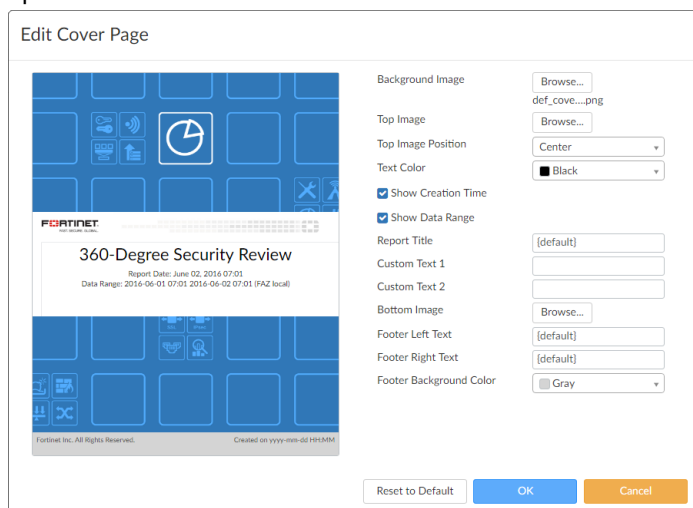 Edit Cover Page
FORTINET
360-Degree Security Review
Report Date: June 02, 2016 07:01
Data Range: 2016-06-01 07:01 2016-06-02 07:01 (FAZ local)
Fortinet Inc. All Rights Reserved.
Created on yyyy-mm-dd HH:MM
Background Image
Browse...
def_cove....png
Top Image
Browse...
Top Image Position
Center
Text Color
Black
Show Creation Time
Show Data Range
Report Title
[default]
Custom Text 1
Custom Text 2
Bottom Image
Browse...
Footer Left Text
[default]
Footer Right Text
[default]
Footer Background Color
Gray
Reset to Default
OK
Cancel